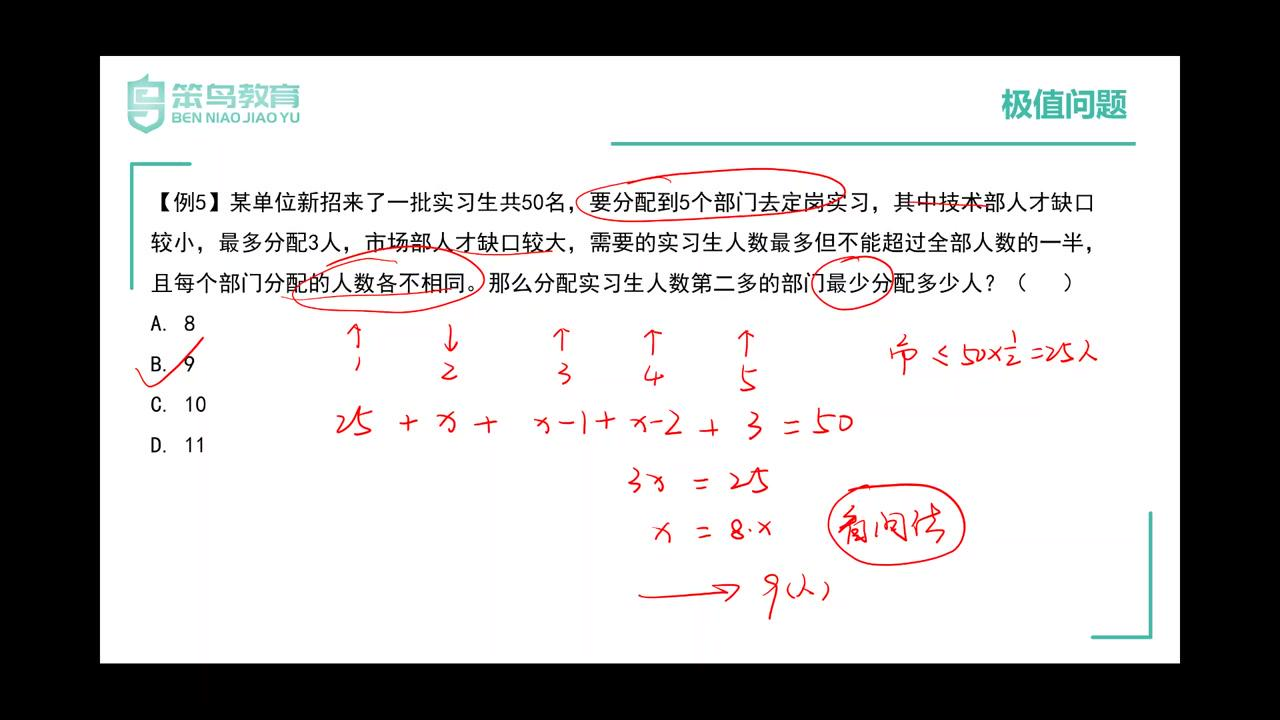 笨鸟教育
BEN NIAO JIAO YU
极值问题
【例5】某单位新招来了一批实习生共50名，要分配到5个部门去定岗实习，其中技术部人才缺口
较小，最多分配3人，市场部人才缺口较大，需要的实习生人数最多但不能超过全部人数的一半，
且每个部门分配的人数各不相同。那么分配实习生人数第二多的部门最少分配多少人？（ ）
A. 8
B. 9
C. 10
D. 11
↑ ↓ ↑ ↑ ↑
1 2 3 4 5
市 ≤ 50×1/2=25人
25 + x + x-1 + x-2 + 3 = 50
3x = 25
x = 8.x
看问法
→ 9(人)